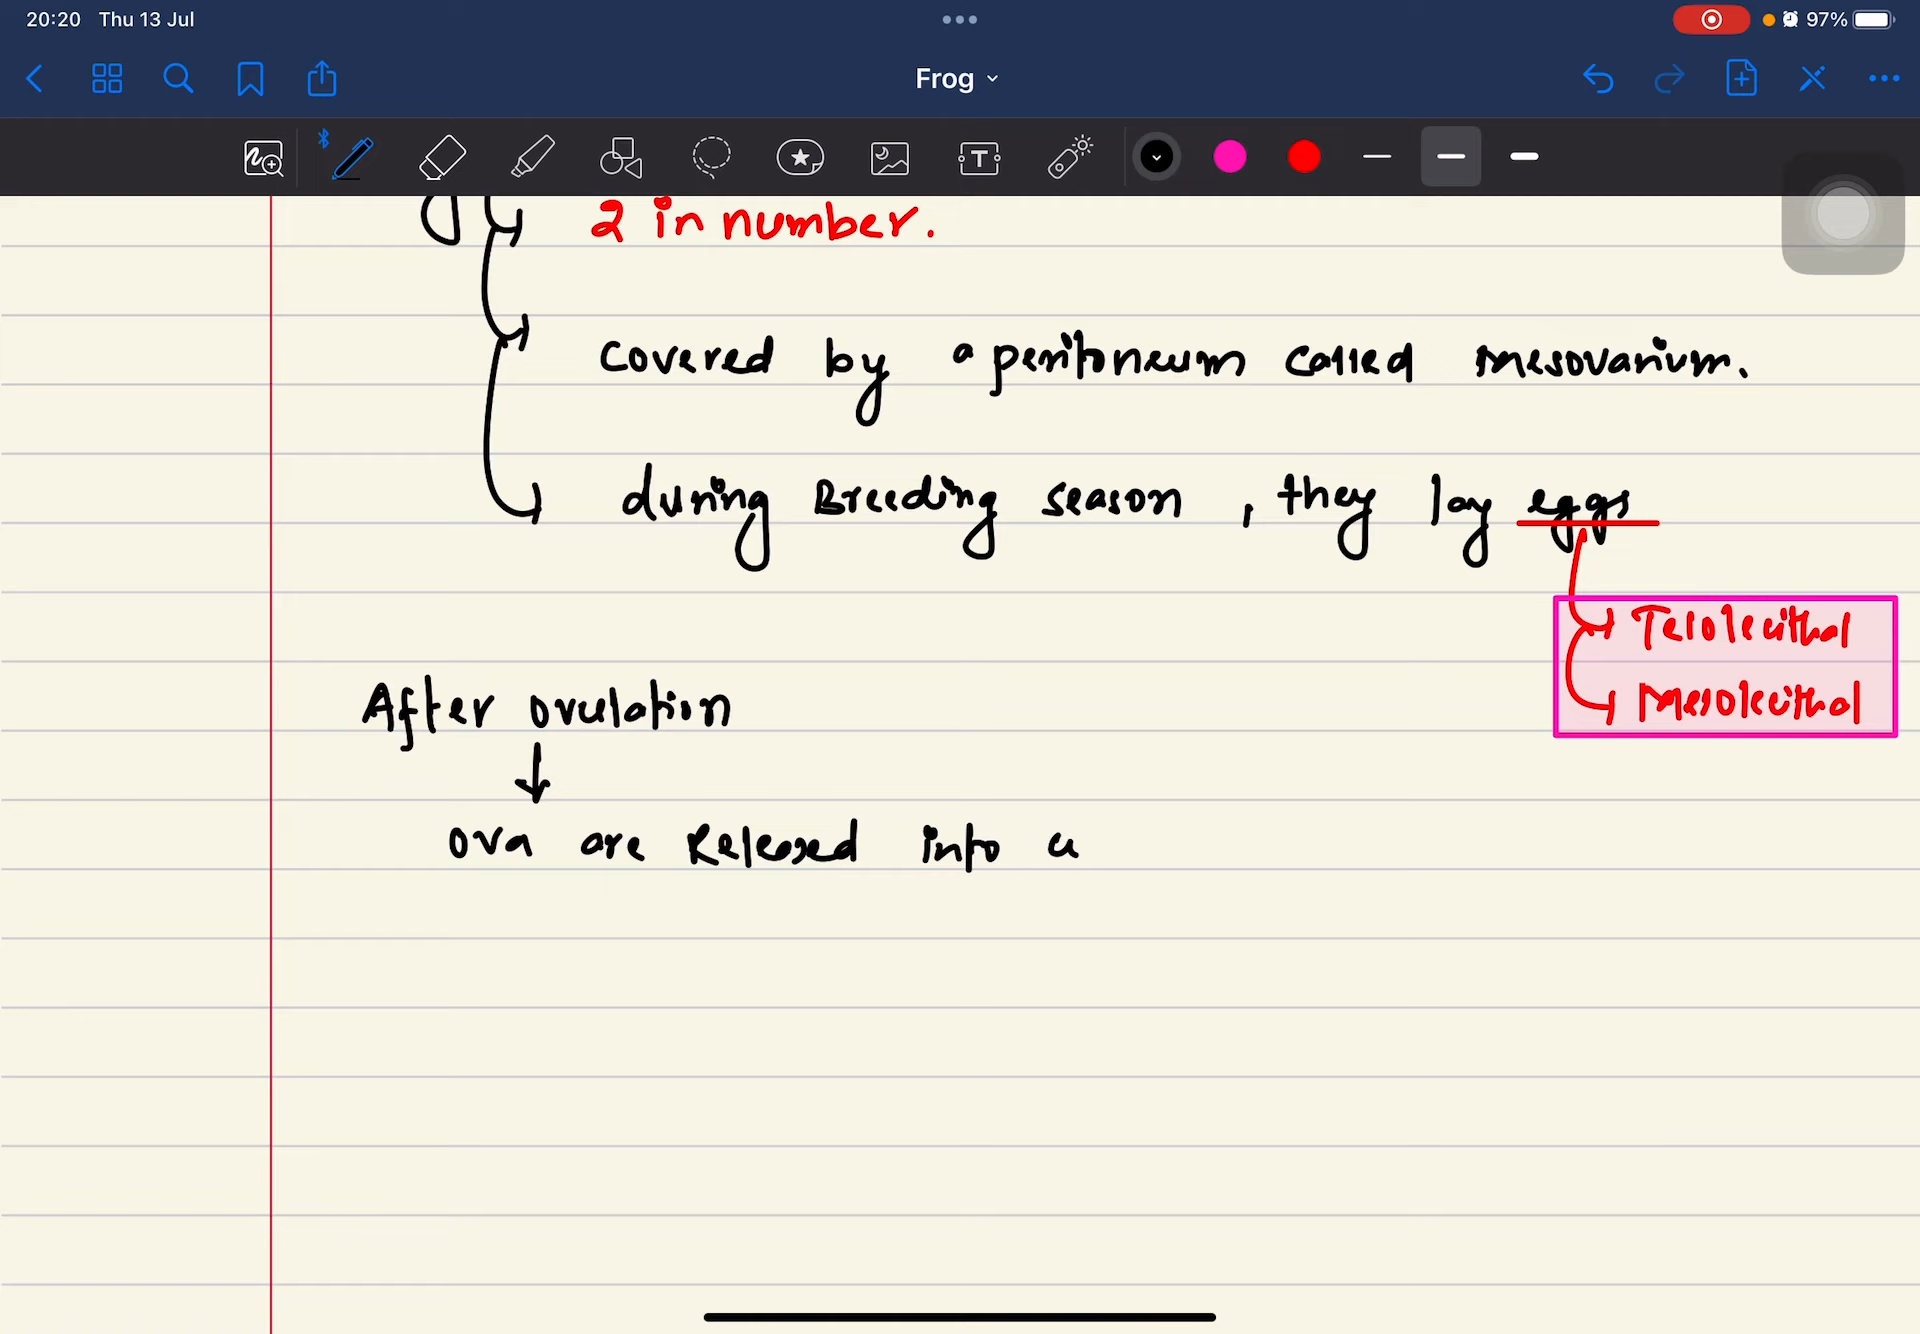 20:20 Thu 13 Jul
97%
Frog
T
2 in number.
covered by a peritoneum called mesovarium.
during Breeding season, they lay eggs
Telolecithal
Mesolecithal
After ovulation
ova are Released into a